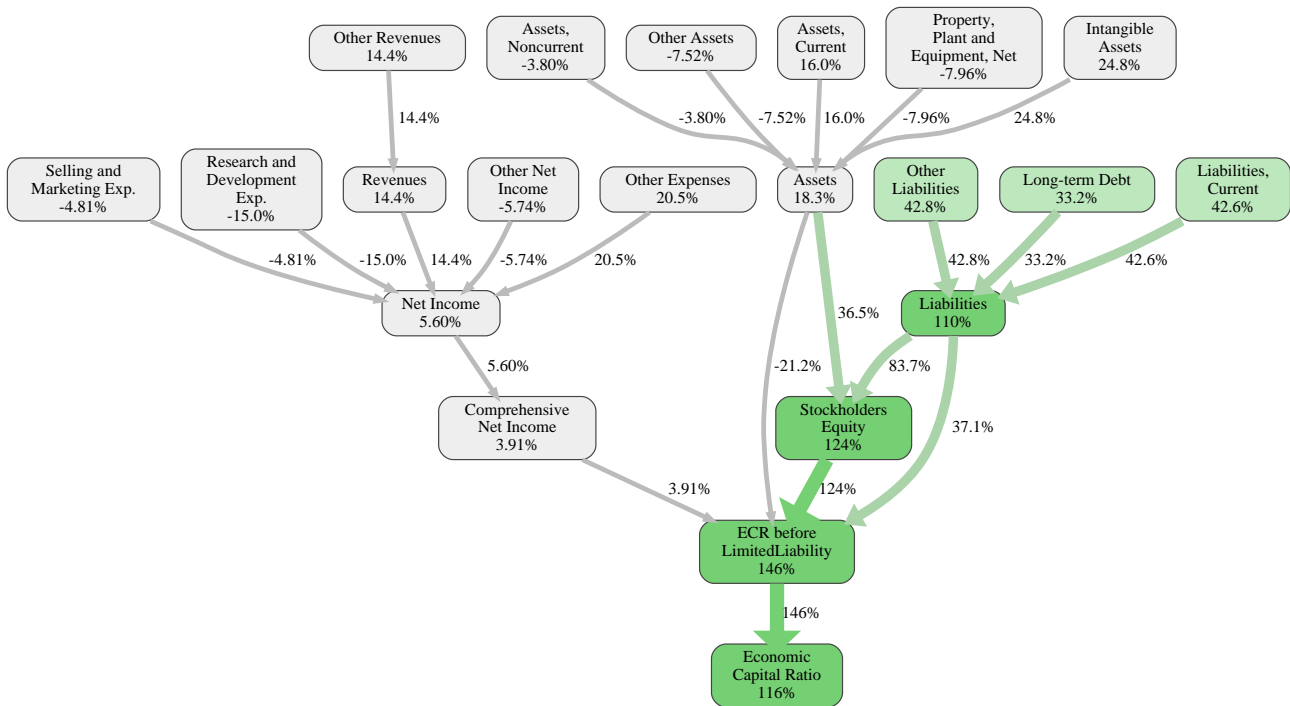 Other Revenues
14.4%
Assets,
Noncurrent
-3.80%
Other Assets
-7.52%
Assets,
Current
16.0%
Property,
Plant and
Equipment, Net
-7.96%
Intangible
Assets
24.8%
14.4%
-3.80%
-7.52%
16.0%
-7.96%
24.8%
Selling and
Marketing Exp.
-4.81%
Research and
Development
Exp.
-15.0%
Revenues
14.4%
Other Net
Income
-5.74%
Other Expenses
20.5%
Assets
18.3%
Other
Liabilities
42.8%
Long-term Debt
33.2%
Liabilities,
Current
42.6%
-4.81%
-15.0%
14.4%
-5.74%
20.5%
42.8%
33.2%
42.6%
Net Income
5.60%
36.5%
Liabilities
110%
5.60%
-21.2%
83.7%
Comprehensive
Net Income
3.91%
Stockholders
Equity
124%
37.1%
3.91%
124%
ECR before
LimitedLiability
146%
146%
Economic
Capital Ratio
116%